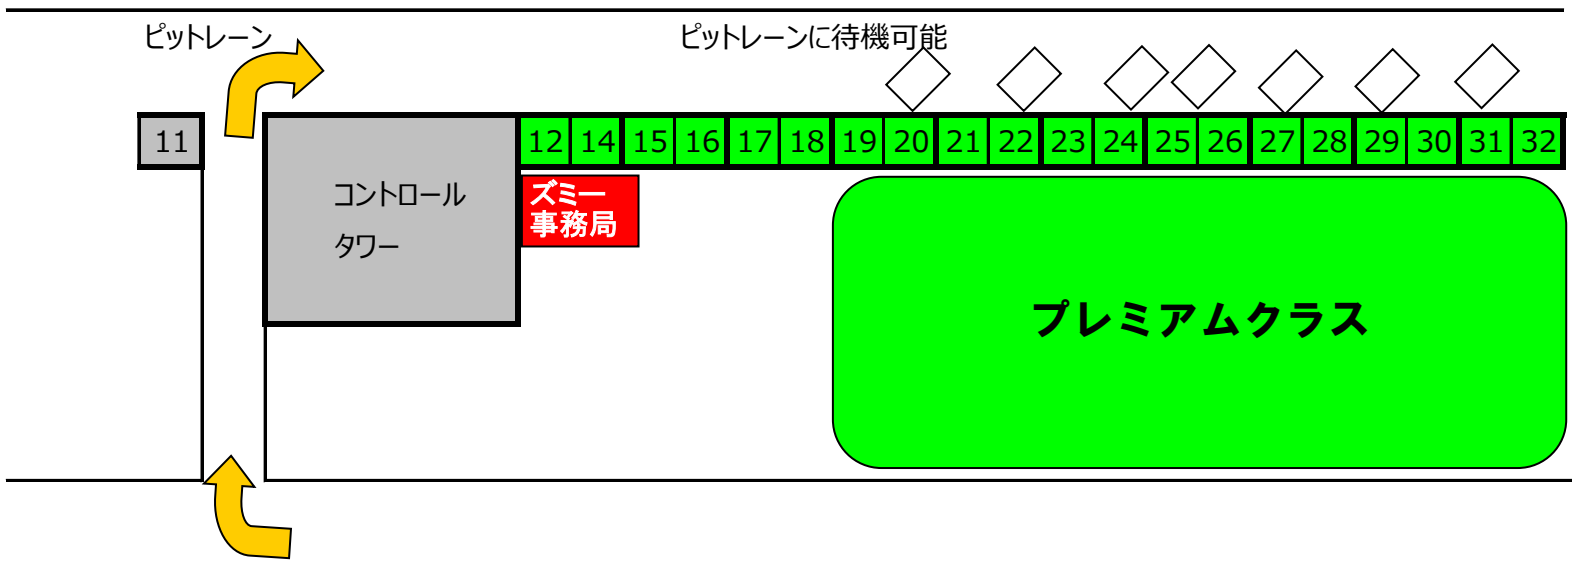 ピットレーン
ピットレーンに待機可能
11
12 14 15 16 17 18 19 20 21 22 23 24 25 26 27 28 29 30 31 32
コントロール
タワー
ズミー
事務局
プレミアムクラス